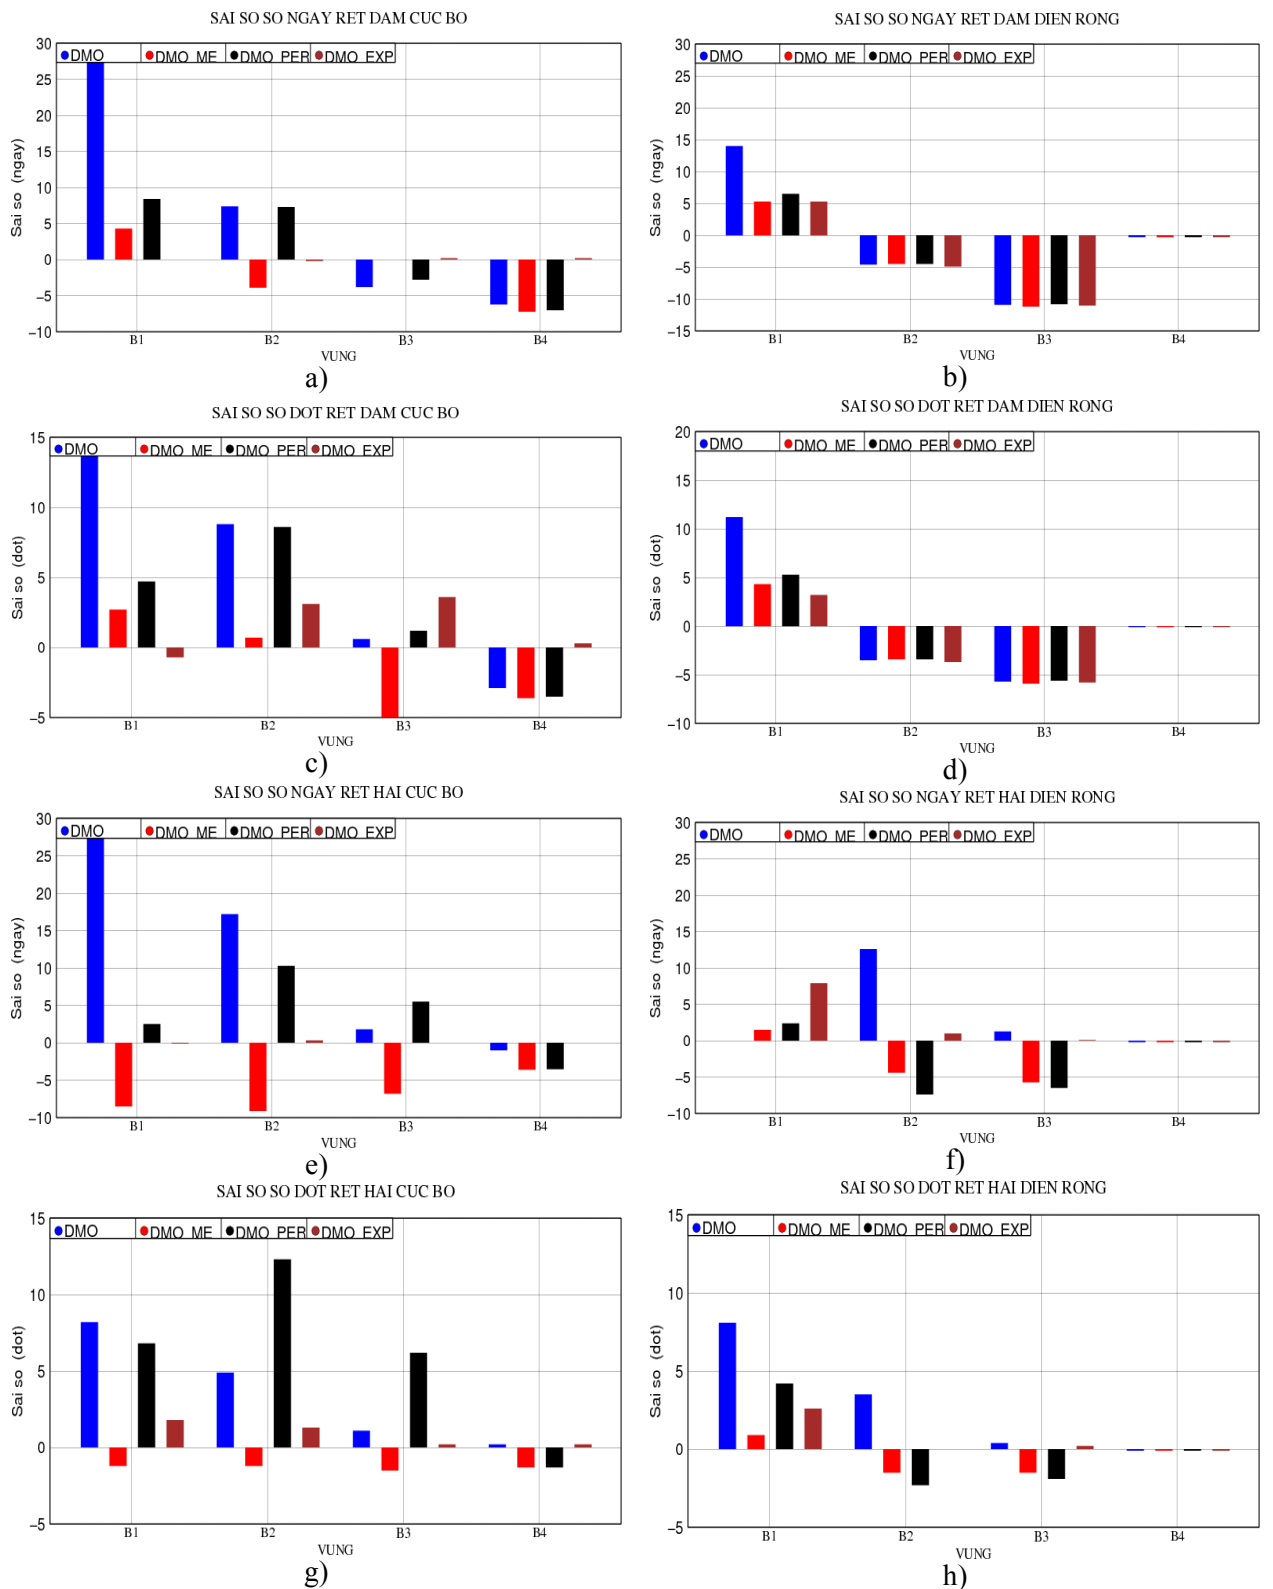 SAI SO SO NGAY RET DAM CUC BO
30
25
20
15
10
5
0
−5
−10
Sai so (ngay)
DMO DMO_ME DMO_PER DMO_EXP
B1 B2 B3 B4
VUNG
a)
SAI SO SO NGAY RET DAM DIEN RONG
30
25
20
15
10
5
0
−5
−10
−15
Sai so (ngay)
DMO DMO_ME DMO_PER DMO_EXP
B1 B2 B3 B4
VUNG
b)
SAI SO SO DOT RET DAM CUC BO
15
10
5
0
−5
Sai so (dot)
DMO DMO_ME DMO_PER DMO_EXP
B1 B2 B3 B4
VUNG
c)
SAI SO SO DOT RET DAM DIEN RONG
20
15
10
5
0
−5
−10
Sai so (dot)
DMO DMO_ME DMO_PER DMO_EXP
B1 B2 B3 B4
VUNG
d)
SAI SO SO NGAY RET HAI CUC BO
30
25
20
15
10
5
0
−5
−10
Sai so (ngay)
DMO DMO_ME DMO_PER DMO_EXP
B1 B2 B3 B4
VUNG
e)
SAI SO SO NGAY RET HAI DIEN RONG
30
25
20
15
10
5
0
−5
−10
Sai so (ngay)
DMO DMO_ME DMO_PER DMO_EXP
B1 B2 B3 B4
VUNG
f)
SAI SO SO DOT RET HAI CUC BO
15
10
5
0
−5
Sai so (dot)
DMO DMO_ME DMO_PER DMO_EXP
B1 B2 B3 B4
VUNG
g)
SAI SO SO DOT RET HAI DIEN RONG
15
10
5
0
−5
Sai so (dot)
DMO DMO_ME DMO_PER DMO_EXP
B1 B2 B3 B4
VUNG
h)